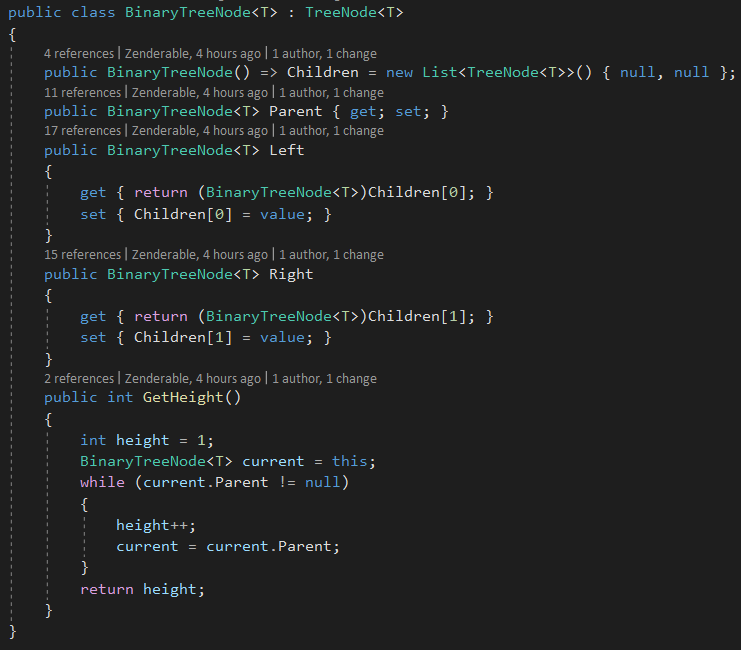 public class BinaryTreeNode<T> : TreeNode<T>
{
4 references | Zenderable, 4 hours ago | 1 author, 1 change
public BinaryTreeNode() => Children = new List<TreeNode<T>>() { null, null };
11 references | Zenderable, 4 hours ago | 1 author, 1 change
public BinaryTreeNode<T> Parent { get; set; }
17 references | Zenderable, 4 hours ago | 1 author, 1 change
public BinaryTreeNode<T> Left
{
get { return (BinaryTreeNode<T>)Children[0]; }
set { Children[0] = value; }
}
15 references | Zenderable, 4 hours ago | 1 author, 1 change
public BinaryTreeNode<T> Right
{
get { return (BinaryTreeNode<T>)Children[1]; }
set { Children[1] = value; }
}
2 references | Zenderable, 4 hours ago | 1 author, 1 change
public int GetHeight()
{
int height = 1;
BinaryTreeNode<T> current = this;
while (current.Parent != null)
{
height++;
current = current.Parent;
}
return height;
}
}